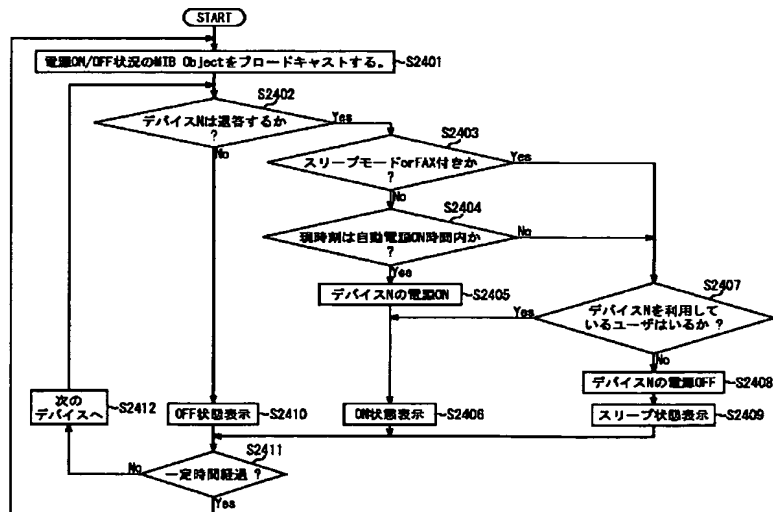 START
電源ON/OFF状況のMIB Objectをブロードキャストする。
S2401
S2402
デバイスNは返答するか
?
Yes
No
S2403
スリープモードorFAX付きか
?
Yes
No
S2404
現時刻は自動電源ON時間内か
?
No
Yes
デバイスNの電源ON
S2405
S2407
デバイスNを利用して
いるユーザはいるか ?
Yes
No
デバイスNの電源OFF
S2408
次の
デバイスへ
S2412
OFF状態表示
S2410
ON状態表示
S2406
スリープ状態表示
S2409
S2411
一定時間経過 ?
No
Yes